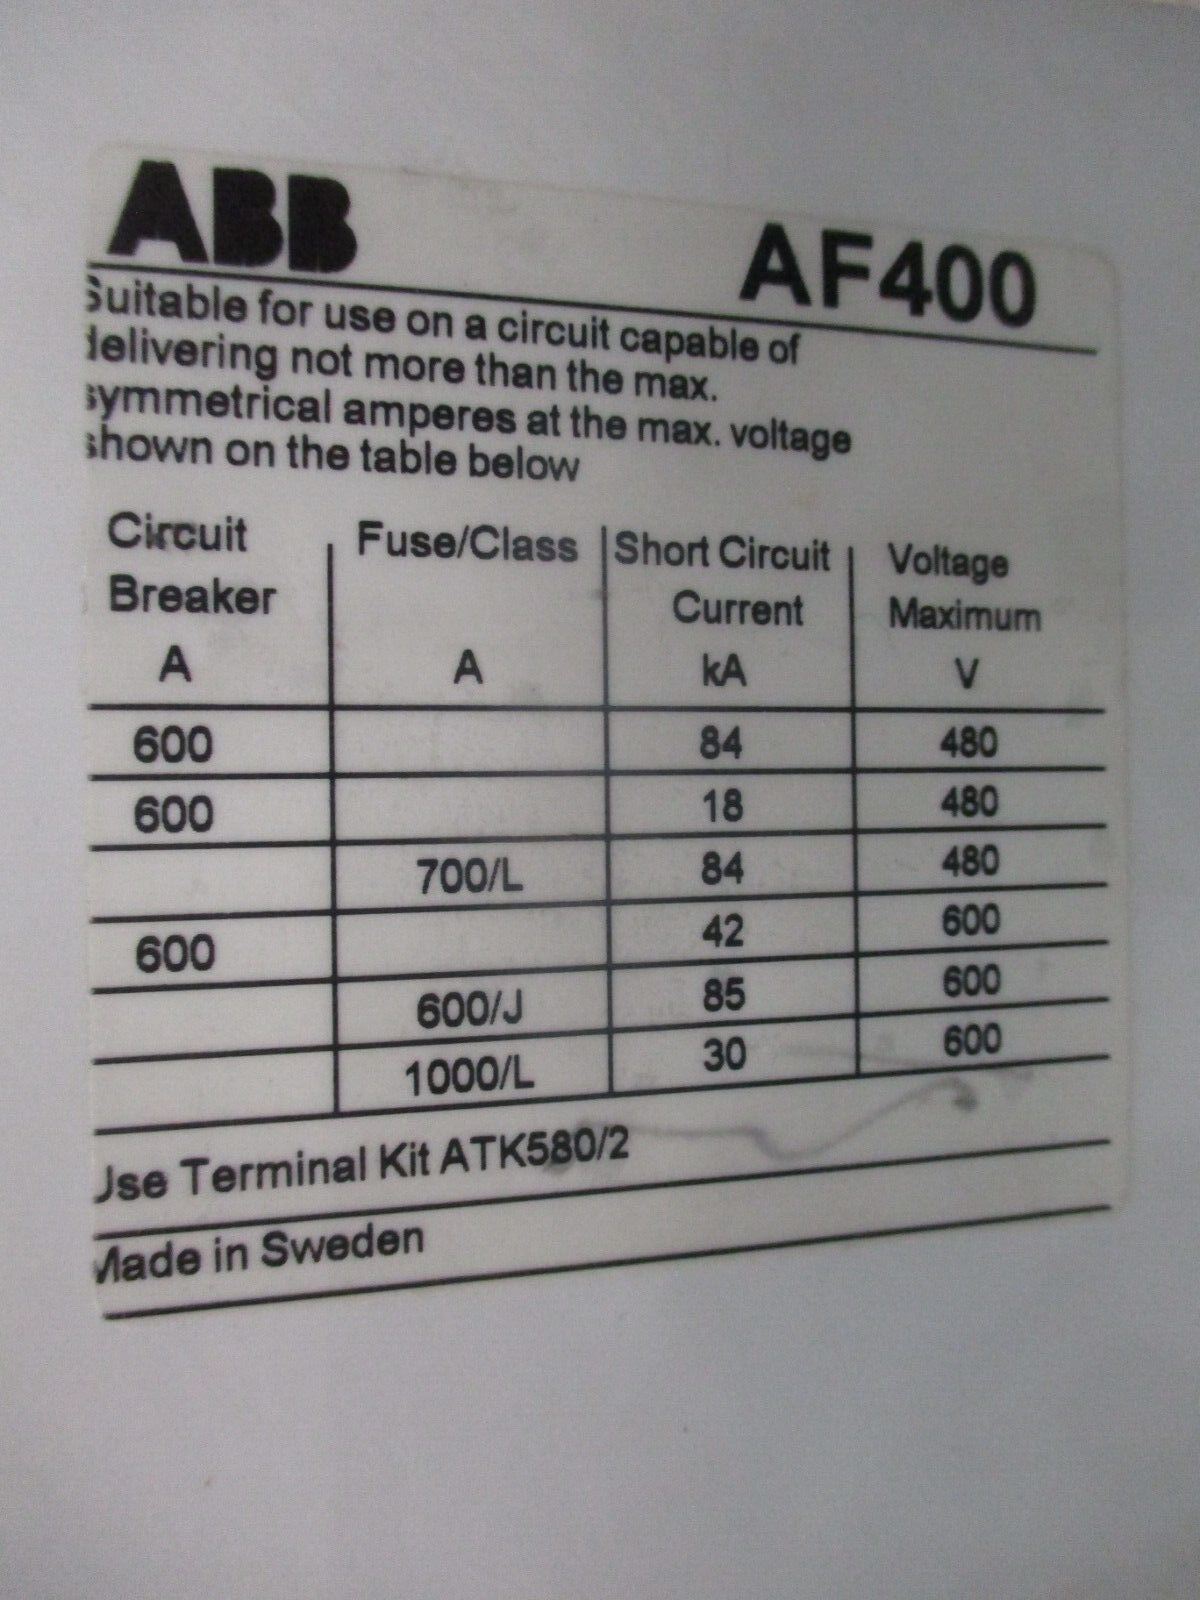 ABB AF400
Suitable for use on a circuit capable of
delivering not more than the max.
symmetrical amperes at the max. voltage
shown on the table below
Circuit Breaker A Fuse/Class A Short Circuit Current kA Voltage Maximum V
600 84 480
600 18 480
700/L 84 480
600 42 600
600/J 85 600
1000/L 30 600
Use Terminal Kit ATK580/2
Made in Sweden